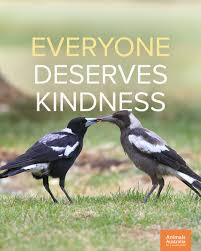 EVERYONE
DESERVES
KINDNESS
Animals
Australia